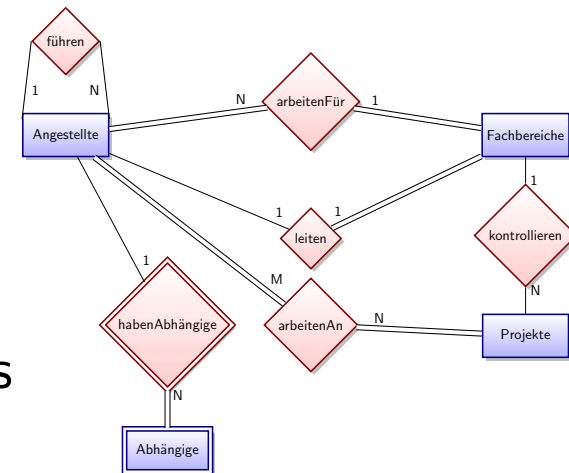 führen
1 N
Angestellte
N
arbeitenFür
1
Fachbereiche
1
leiten
1
1
kontrollieren
N
M
arbeitenAn
N
Projekte
1
habenAbhängige
N
Abhängige
s